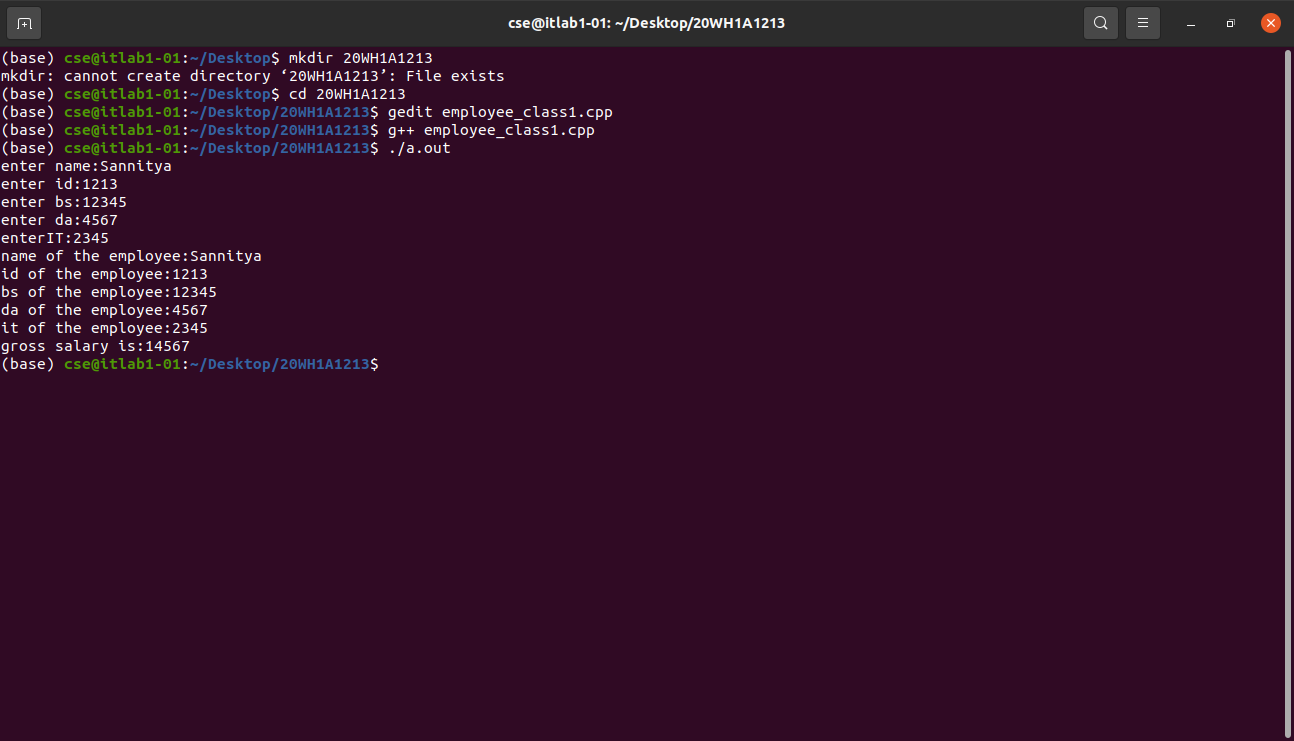 cse@itlab1-01: ~/Desktop/20WH1A1213
(base) cse@itlab1-01:~/Desktop$ mkdir 20WH1A1213
mkdir: cannot create directory ‘20WH1A1213’: File exists
(base) cse@itlab1-01:~/Desktop$ cd 20WH1A1213
(base) cse@itlab1-01:~/Desktop/20WH1A1213$ gedit employee_class1.cpp
(base) cse@itlab1-01:~/Desktop/20WH1A1213$ g++ employee_class1.cpp
(base) cse@itlab1-01:~/Desktop/20WH1A1213$ ./a.out
enter name:Sannitya
enter id:1213
enter bs:12345
enter da:4567
enterIT:2345
name of the employee:Sannitya
id of the employee:1213
bs of the employee:12345
da of the employee:4567
it of the employee:2345
gross salary is:14567
(base) cse@itlab1-01:~/Desktop/20WH1A1213$